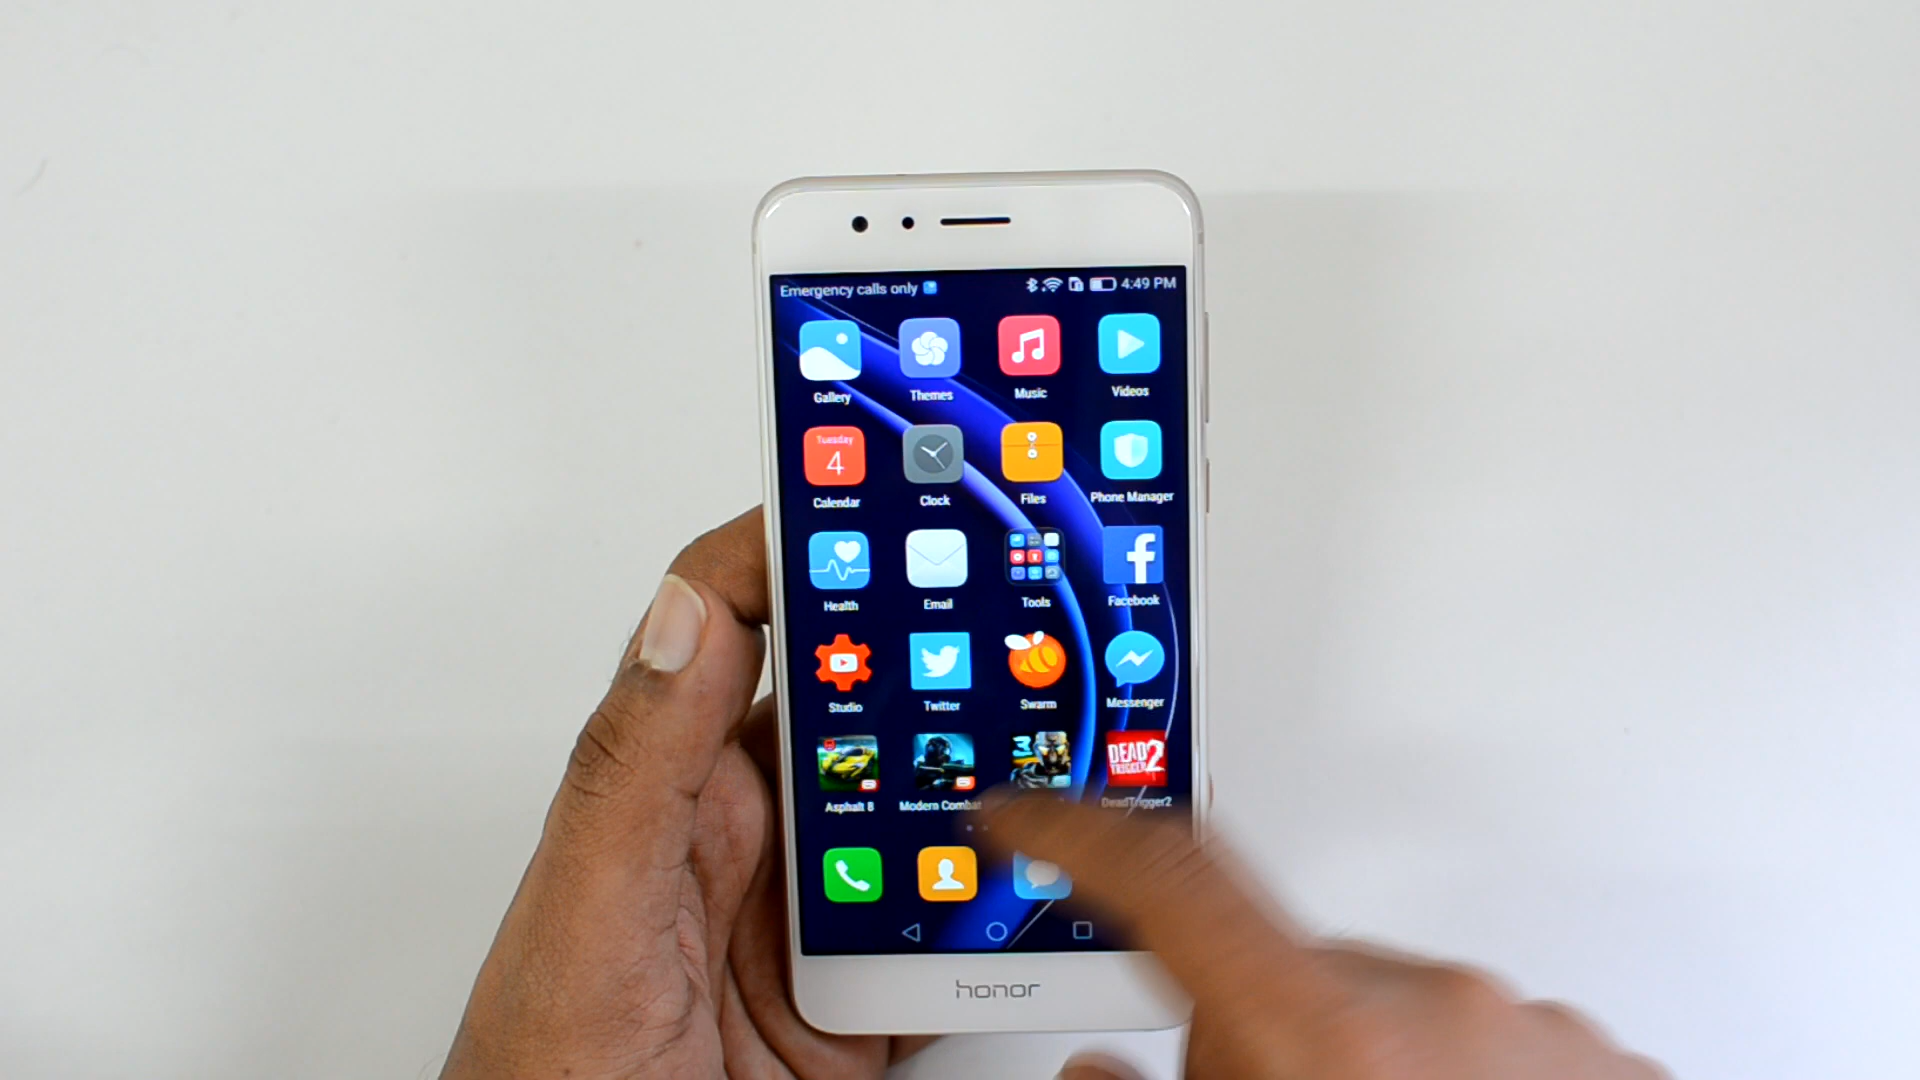 Emergency calls only 4:49 PM
Gallery Themes Music Videos
Tuesday
4
Calendar Clock Files Phone Manager
Health Email Tools Facebook
Studio Twitter Swarm Messenger
3 DEAD 2
TRIGGER
Asphalt 8 Modern Combat DeadTrigger2
honor